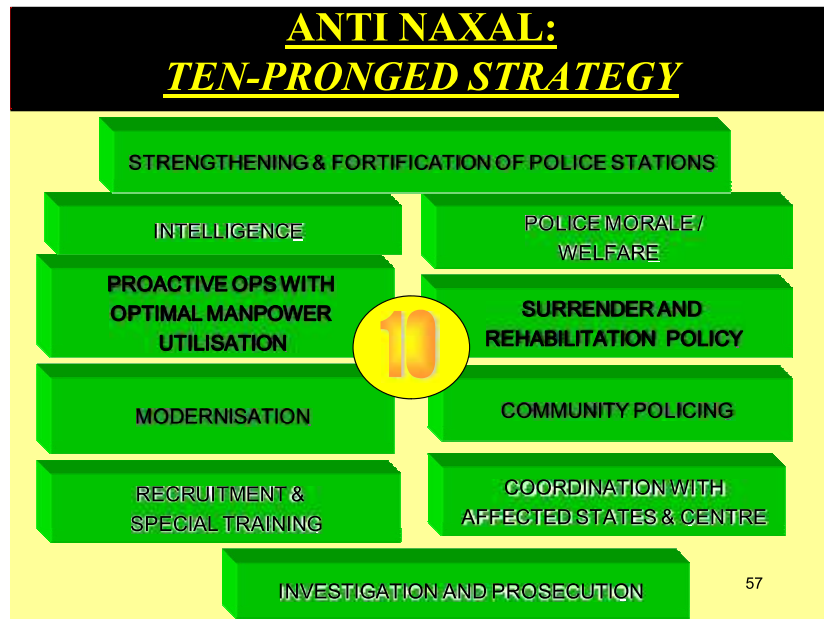 ANTI NAXAL:
TEN-PRONGED STRATEGY
STRENGTHENING & FORTIFICATION OF POLICE STATIONS
INTELLIGENCE
POLICE MORALE /
WELFARE
PROACTIVE OPS WITH
OPTIMAL MANPOWER
UTILISATION
SURRENDER AND
REHABILITATION POLICY
10
MODERNISATION
COMMUNITY POLICING
RECRUITMENT &
SPECIAL TRAINING
COORDINATION WITH
AFFECTED STATES & CENTRE
INVESTIGATION AND PROSECUTION
57